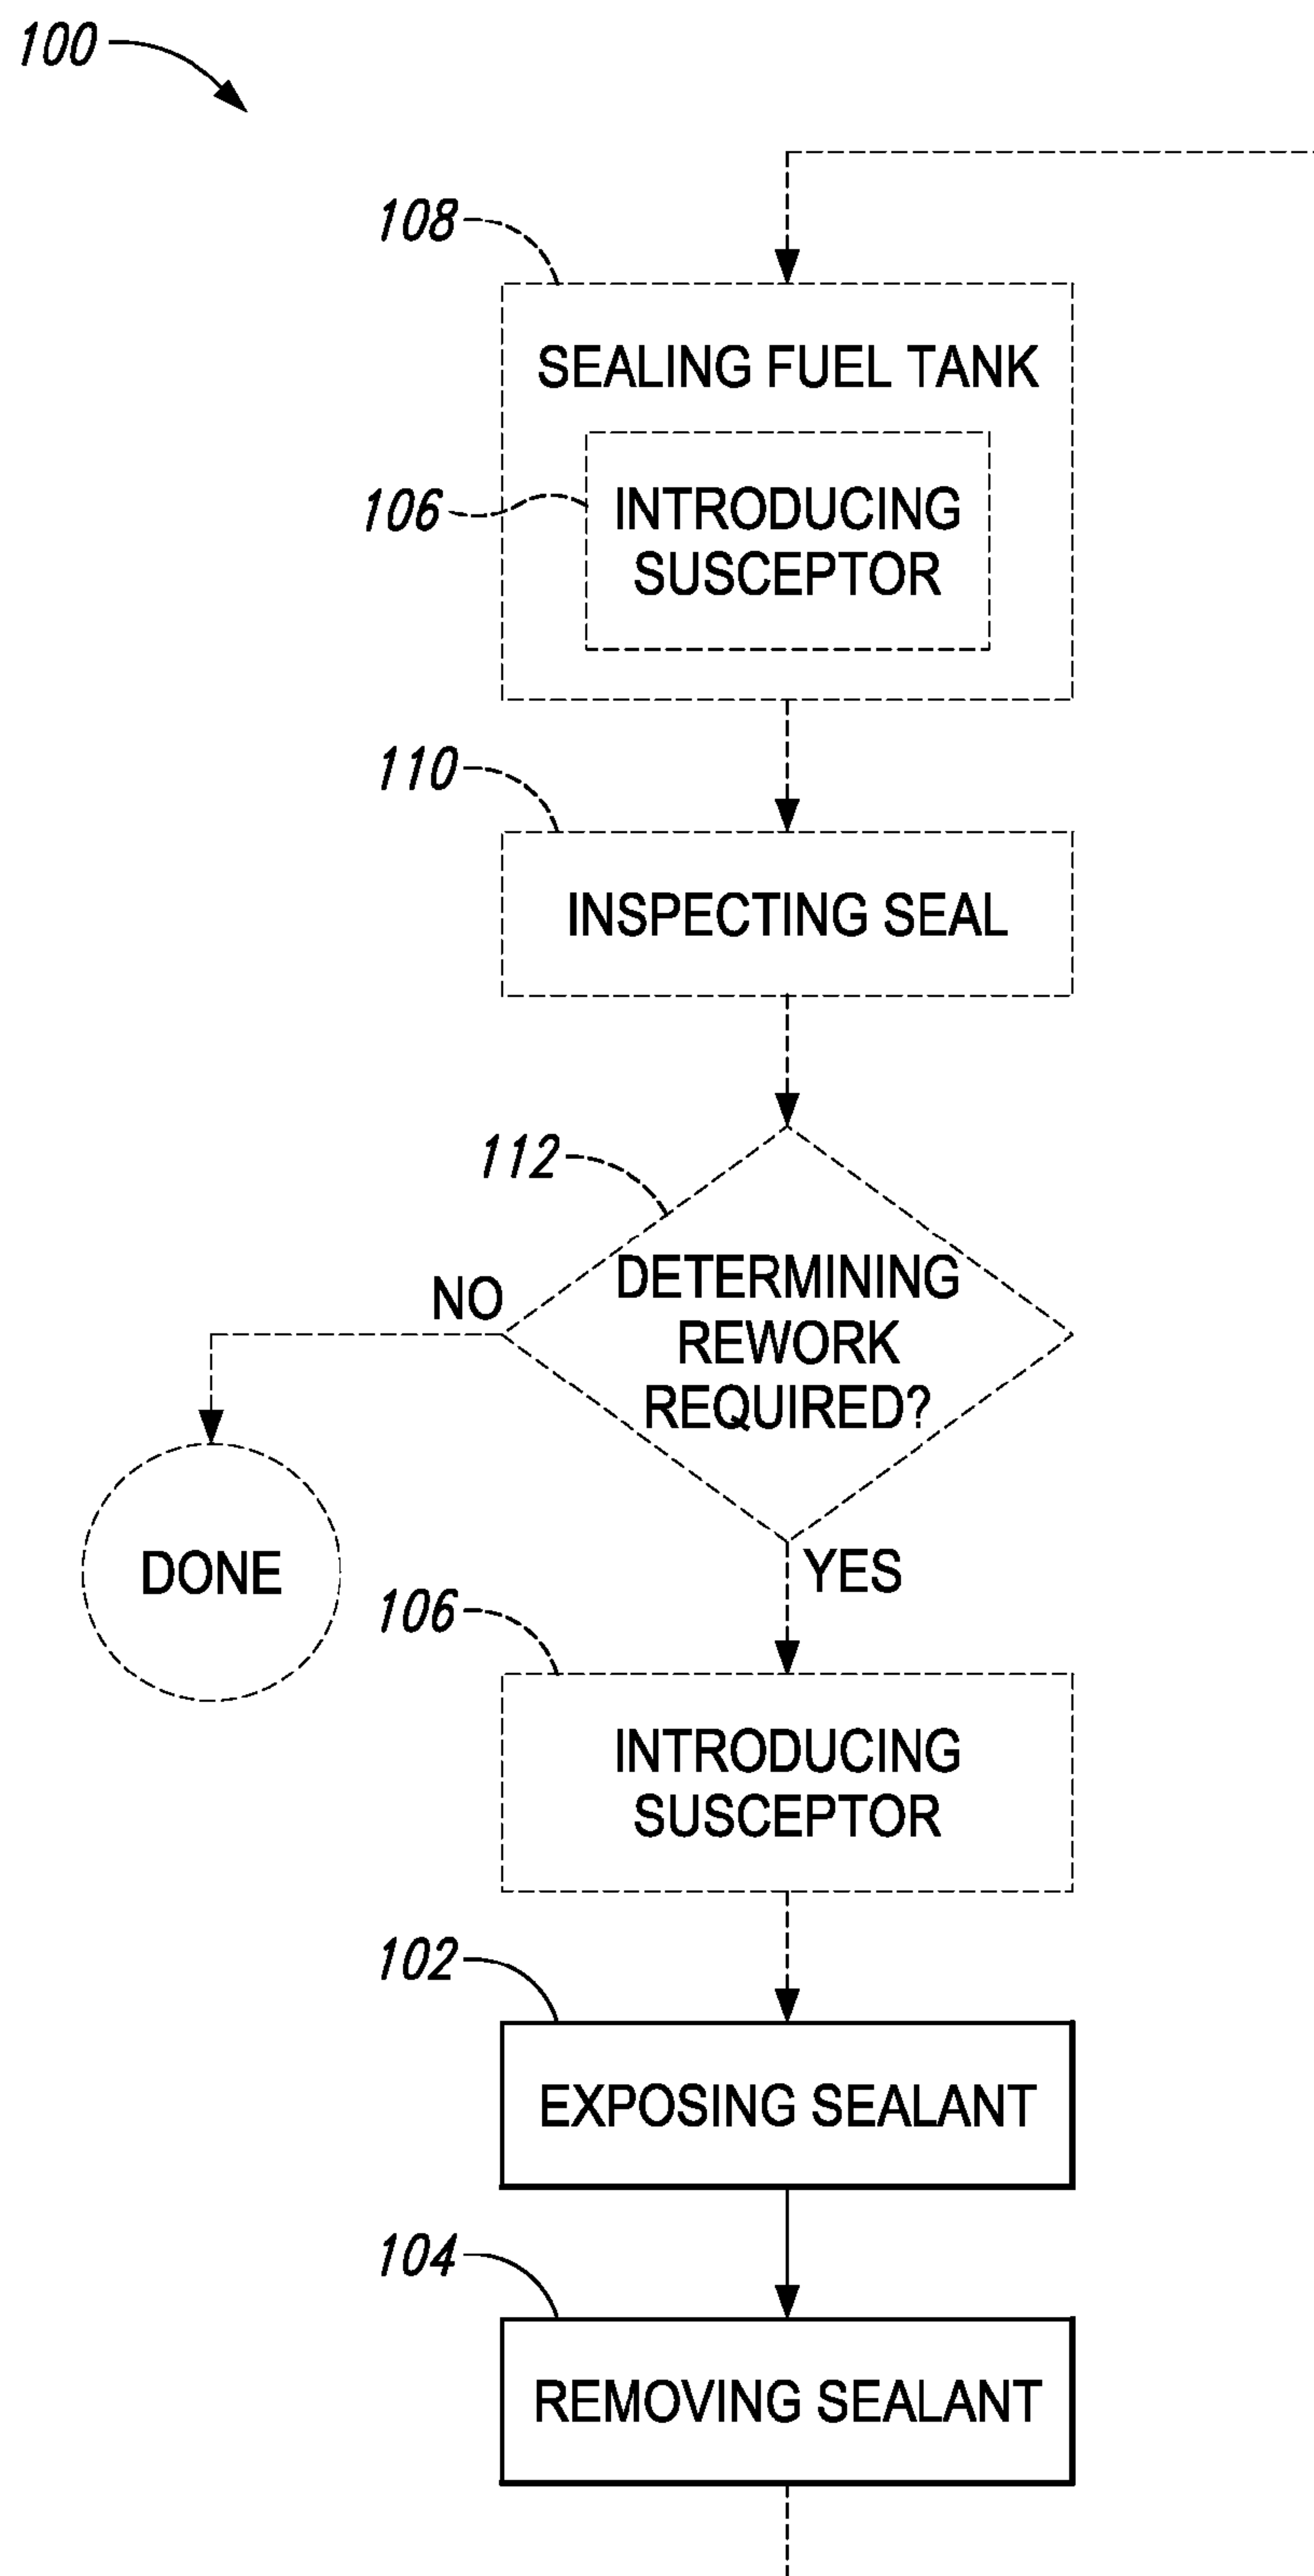 100
108
SEALING FUEL TANK
106
INTRODUCING
SUSCEPTOR
110
INSPECTING SEAL
112
DETERMINING
REWORK
REQUIRED?
NO
YES
DONE
106
INTRODUCING
SUSCEPTOR
102
EXPOSING SEALANT
104
REMOVING SEALANT